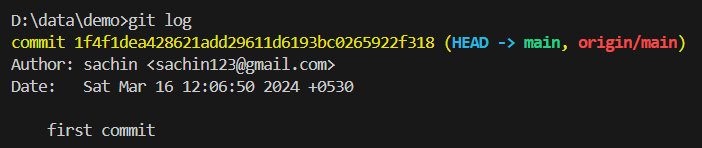 D:\data\demo>git log
commit 1f4f1dea428621add29611d6193bc0265922f318 (HEAD -> main, origin/main)
Author: sachin <sachin123@gmail.com>
Date:   Sat Mar 16 12:06:50 2024 +0530
    first commit